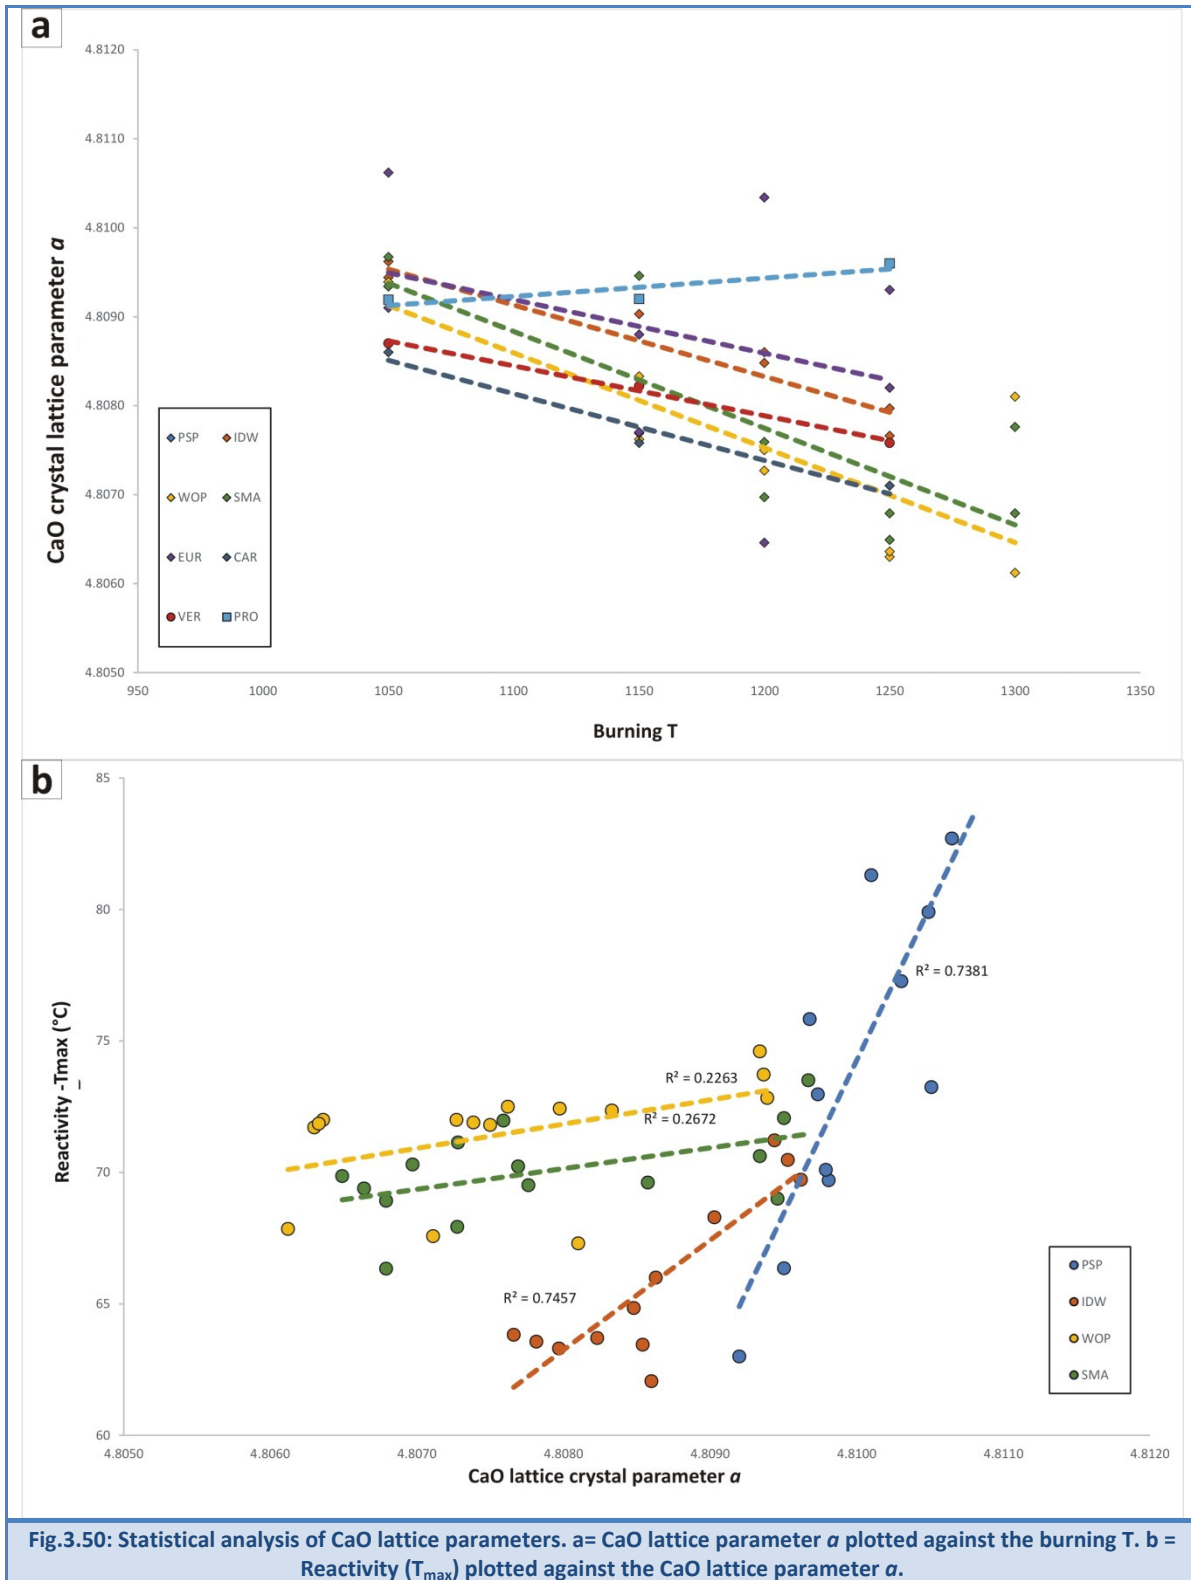 a
4.8120
4.8110
4.8100
4.8090
4.8080
4.8070
4.8060
4.8050
CaO crystal lattice parameter a
PSP IDW
WOP SMA
EUR CAR
VER PRO
950 1000 1050 1100 1150 1200 1250 1300 1350
Burning T
b
85
80
75
70
65
60
Reactivity -Tmax (°C)
R² = 0.7381
R² = 0.2263
R² = 0.2672
R² = 0.7457
PSP
IDW
WOP
SMA
4.8050 4.8060 4.8070 4.8080 4.8090 4.8100 4.8110 4.8120
CaO lattice crystal parameter a
Fig.3.50: Statistical analysis of CaO lattice parameters. a= CaO lattice parameter a plotted against the burning T. b =
Reactivity (Tmax) plotted against the CaO lattice parameter a.